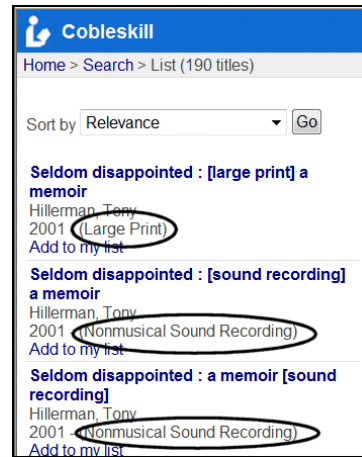 Cobleskill
Home > Search > List (190 titles)
Sort by Relevance Go
Seldom disappointed : [large print] a
memoir
Hillerman, Tony
2001 - (Large Print)
Add to my list
Seldom disappointed : [sound recording]
a memoir
Hillerman, Tony
2001 - (Nonmusical Sound Recording)
Add to my list
Seldom disappointed : a memoir [sound
recording]
Hillerman, Tony
2001 - (Nonmusical Sound Recording)
Add to my list